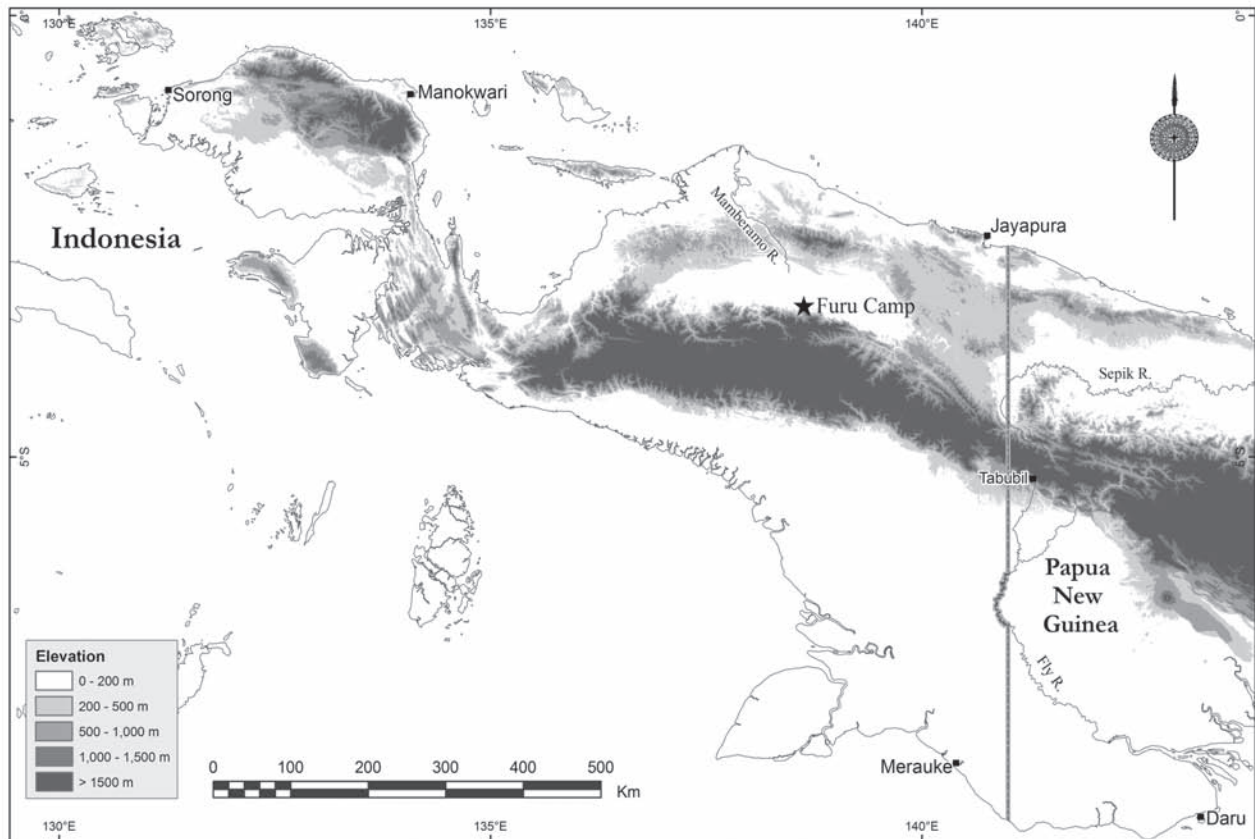 130°E
135°E
140°E
0°
0°
Sorong
Manokwari
Indonesia
Mamberamo R.
Jayapura
Furu Camp
Sepik R.
5°S
5°S
Tabubil
Papua
New
Guinea
Fly R.
Elevation
0 - 200 m
200 - 500 m
500 - 1,000 m
1,000 - 1,500 m
> 1500 m
0 100 200 300 400 500
Km
Merauke
Daru
130°E
135°E
140°E